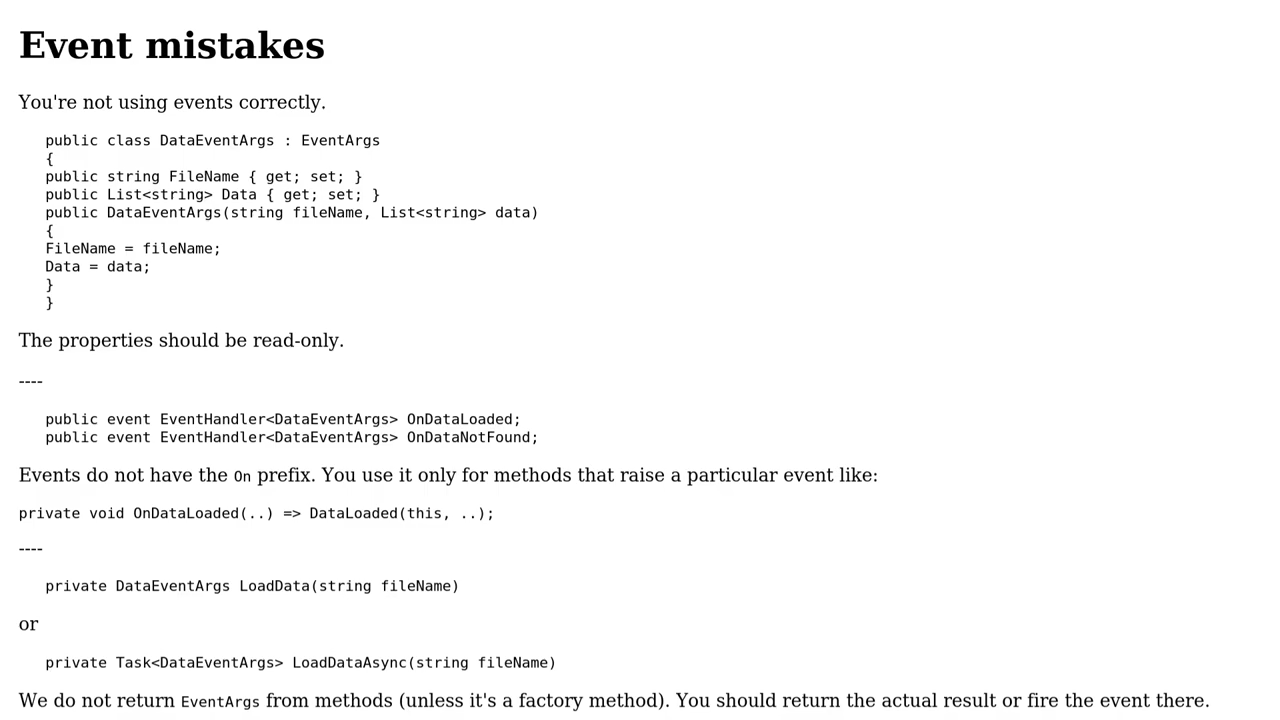 Event mistakes
You're not using events correctly.
public class DataEventArgs : EventArgs
{
public string FileName { get; set; }
public List<string> Data { get; set; }
public DataEventArgs(string fileName, List<string> data)
{
FileName = fileName;
Data = data;
}
}
The properties should be read-only.
----
public event EventHandler<DataEventArgs> OnDataLoaded;
public event EventHandler<DataEventArgs> OnDataNotFound;
Events do not have the On prefix. You use it only for methods that raise a particular event like:
private void OnDataLoaded(..) => DataLoaded(this, ..);
----
private DataEventArgs LoadData(string fileName)
or
private Task<DataEventArgs> LoadDataAsync(string fileName)
We do not return EventArgs from methods (unless it's a factory method). You should return the actual result or fire the event there.